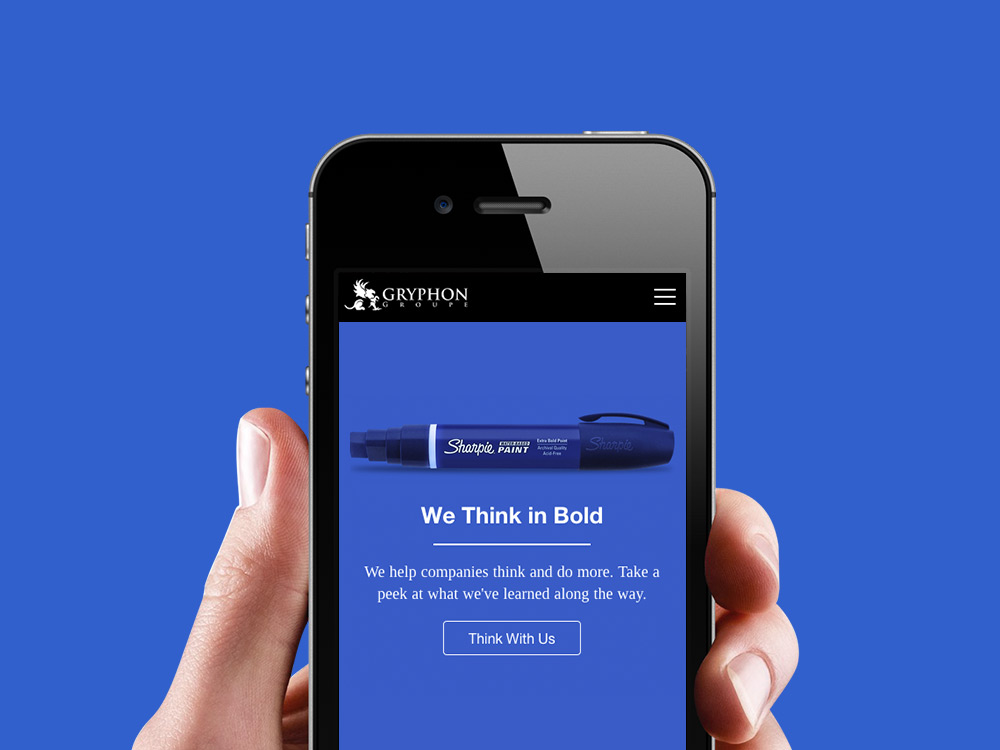 GRYPHON
GROUPE
Sharpie WATER-BASED PAINT
Extra Bold Point
Archival Quality
Acid-Free
Sharpie
We Think in Bold
We help companies think and do more. Take a
peek at what we've learned along the way.
Think With Us